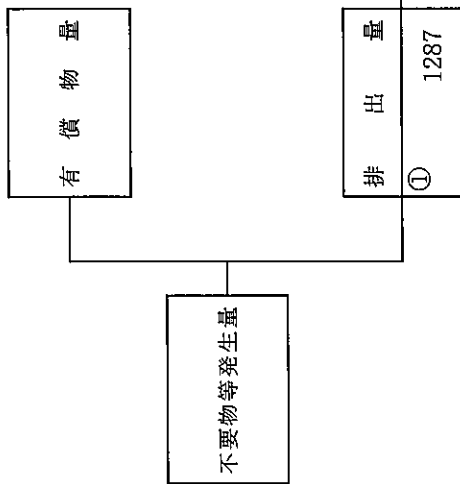 有償物量
不要物等発生量
排出量
①
1287